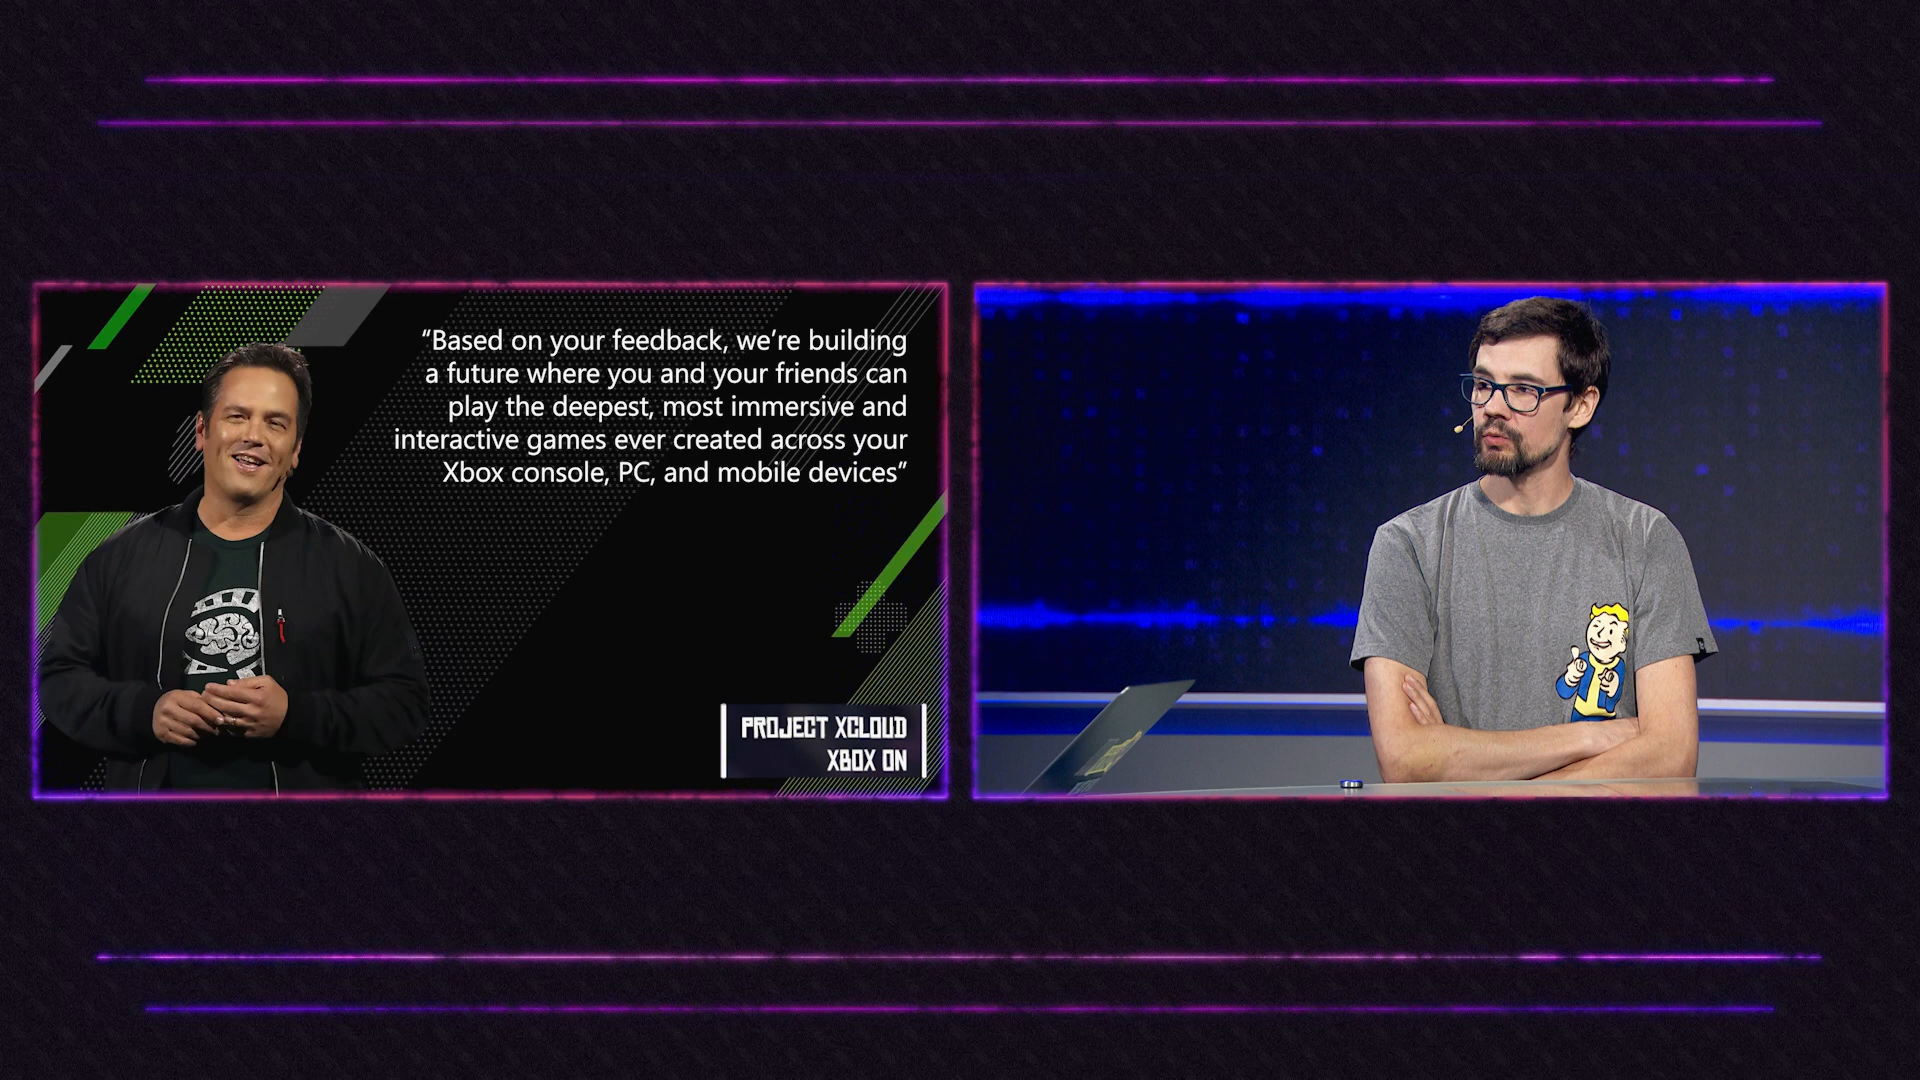 “Based on your feedback, we’re building
a future where you and your friends can
play the deepest, most immersive and
interactive games ever created across your
Xbox console, PC, and mobile devices”
PROJECT XCLOUD
XBOX ON